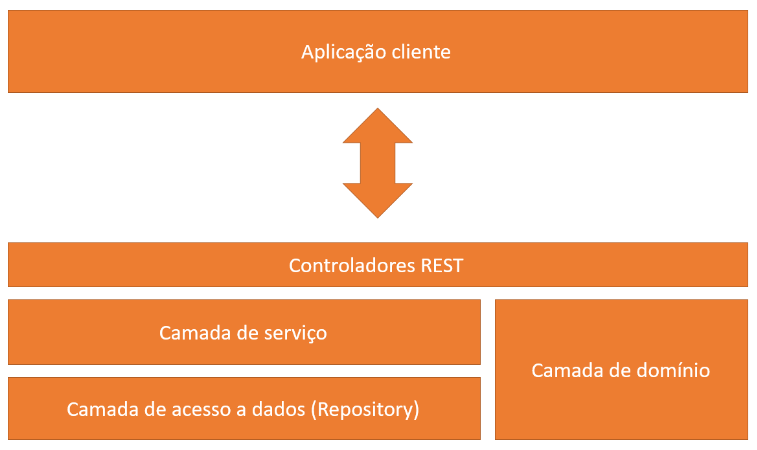 Aplicação cliente
Controladores REST
Camada de serviço
Camada de domínio
Camada de acesso a dados (Repository)